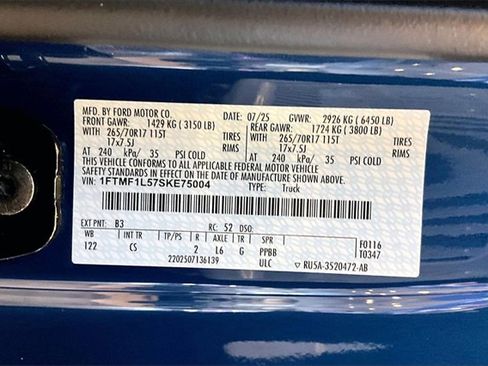 MFD. BY FORD MOTOR CO. 07/25 GVWR: 2926 KG ( 6450 LB)
FRONT GAWR: 1429 KG ( 3150 LB) REAR GAWR: 1724 KG ( 3800 LB)
WITH 265/70R17 115T TIRES WITH 265/70R17 115T TIRES
17x7.5J RIMS 17x7.5J RIMS
AT 240 kPa/ 35 PSI COLD AT 240 kPa/ 35 PSI COLD
THIS VEHICLE CONFORMS TO ALL APPLICABLE FEDERAL MOTOR VEHICLE
SAFETY STANDARDS IN EFFECT ON THE DATE OF MANUFACTURE SHOWN ABOVE.
VIN: 1FTMF1L57SKE75004 TYPE: Truck
EXT PNT: B3 RC: 52 DSO:
WB INT TR TP/PS R AXLE TR SPR F0116
122 CS 2 L6 G PPBB T0347
2202507136139 ULC ▽ RU5A-3520472-AB